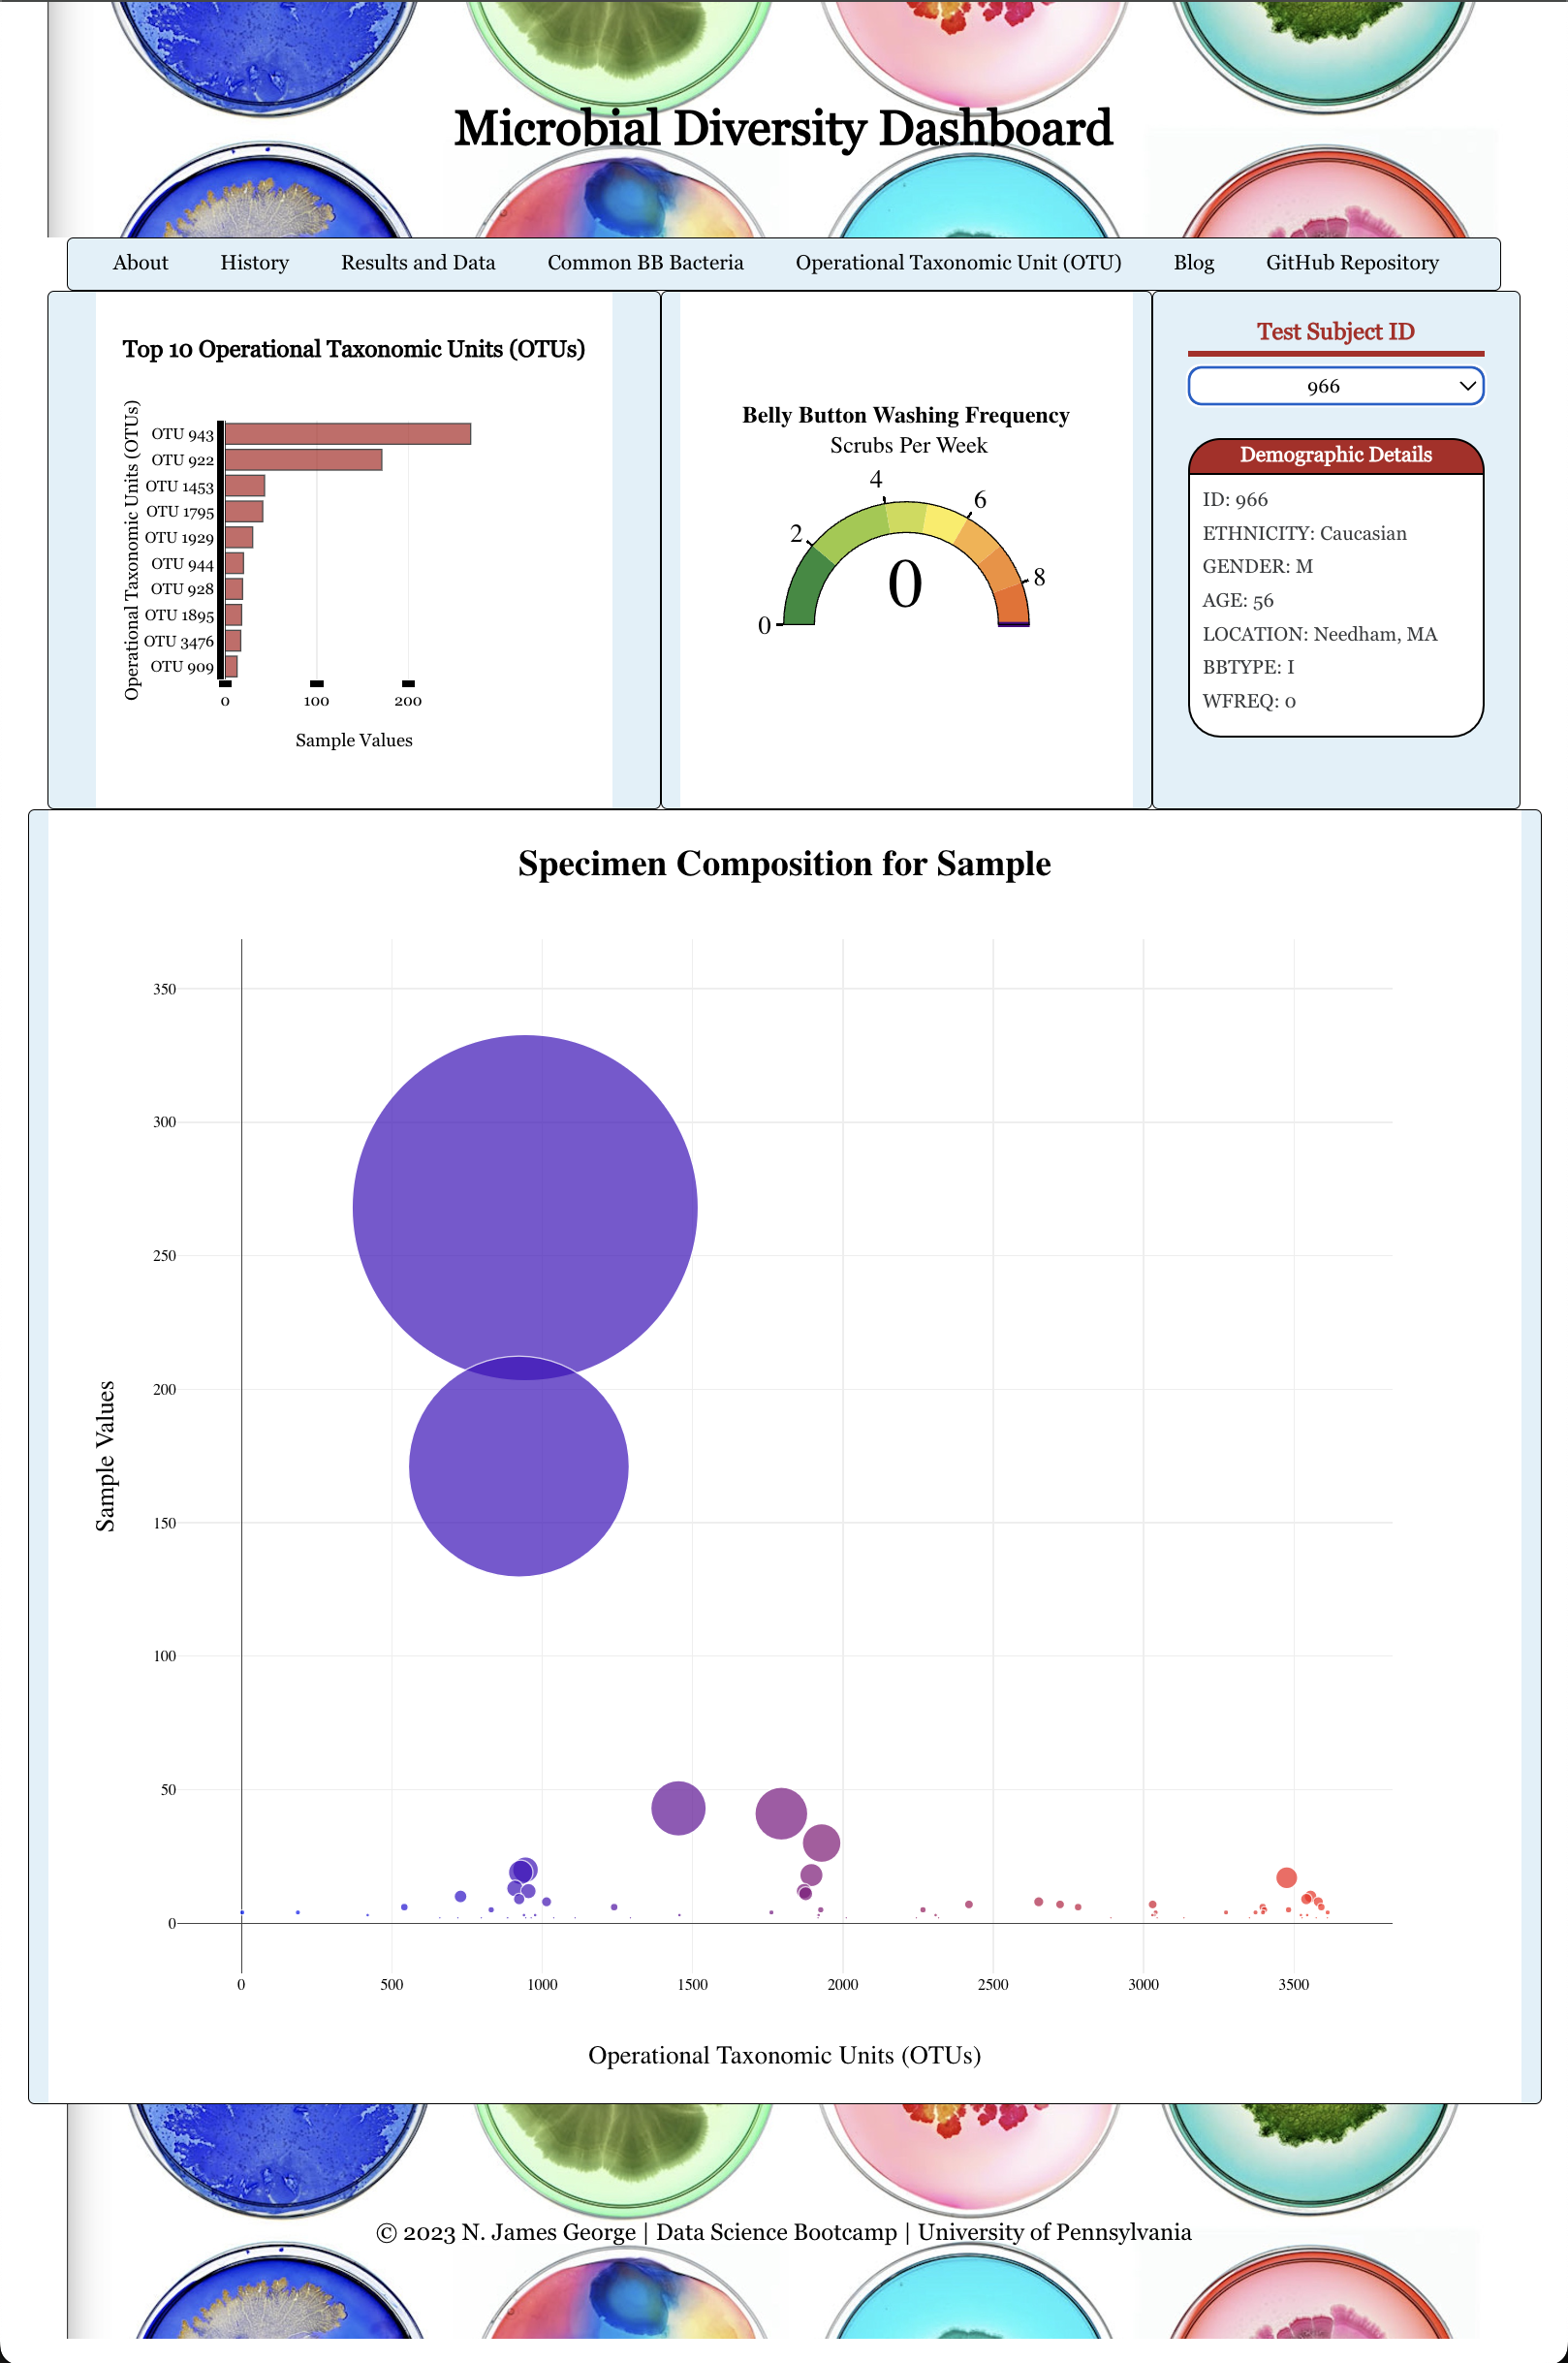 Microbial Diversity Dashboard
About History Results and Data Common BB Bacteria Operational Taxonomic Unit (OTU) Blog GitHub Repository
Top 10 Operational Taxonomic Units (OTUs)
Operational Taxonomic Units (OTUs)
OTU 943
OTU 922
OTU 1453
OTU 1795
OTU 1929
OTU 944
OTU 928
OTU 1895
OTU 3476
OTU 909
0 100 200
Sample Values
Belly Button Washing Frequency
Scrubs Per Week
0 2 4 6 8
0
Test Subject ID
966
Demographic Details
ID: 966
ETHNICITY: Caucasian
GENDER: M
AGE: 56
LOCATION: Needham, MA
BBTYPE: I
WFREQ: 0
Specimen Composition for Sample
Sample Values
350
300
250
200
150
100
50
0
0 500 1000 1500 2000 2500 3000 3500
Operational Taxonomic Units (OTUs)
© 2023 N. James George | Data Science Bootcamp | University of Pennsylvania